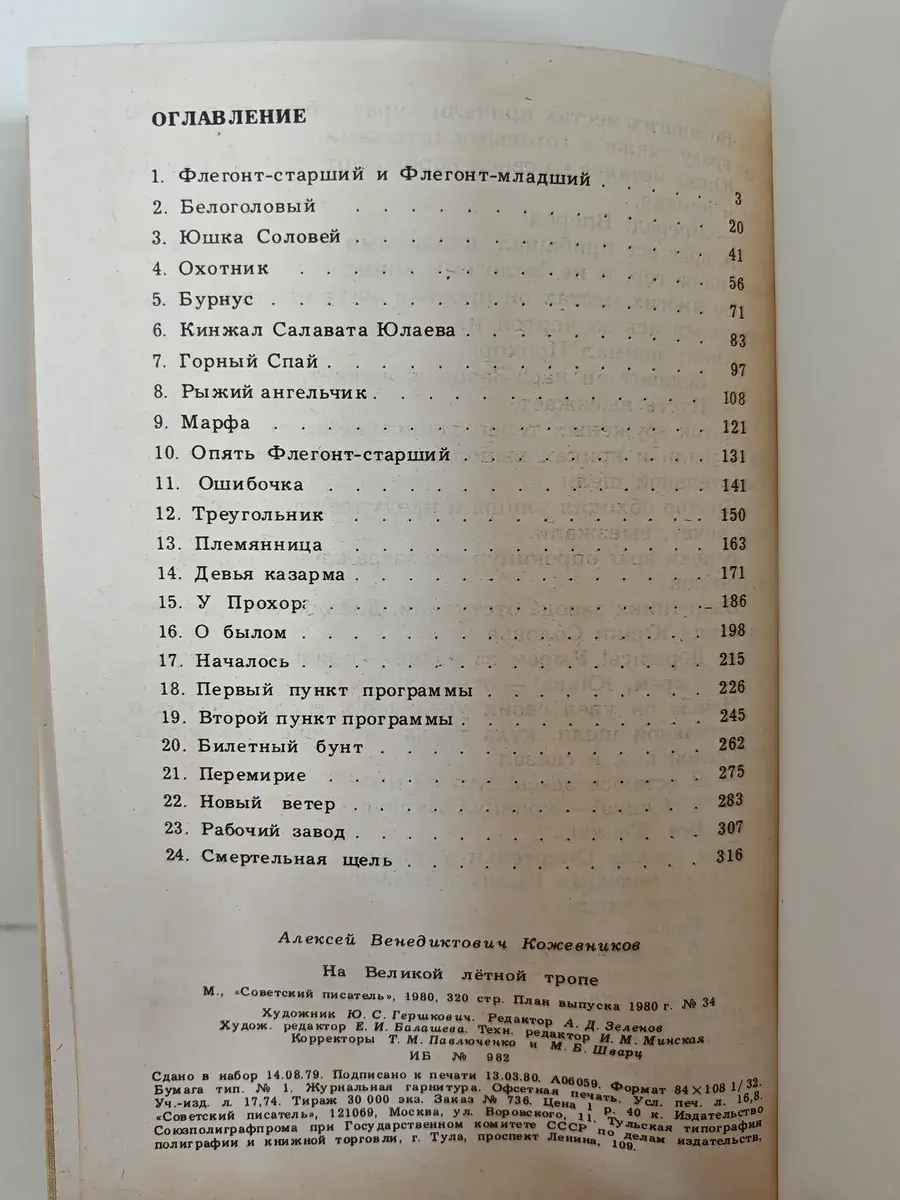 ОГЛАВЛЕНИЕ
1. Флегонт-старший и Флегонт-младший . . . . . 3
2. Белоголовый . . . . . . . . . . . . . 20
3. Юшка Соловей . . . . . . . . . . . . . 41
4. Охотник . . . . . . . . . . . . . . . 56
5. Бурнус . . . . . . . . . . . . . . . . 71
6. Кинжал Салавата Юлаева . . . . . . . . . 83
7. Горный Спай . . . . . . . . . . . . . . 97
8. Рыжий ангельчик . . . . . . . . . . . . 108
9. Марфа . . . . . . . . . . . . . . . . 121
10. Опять Флегонт-старший . . . . . . . . . 131
11. Ошибочка . . . . . . . . . . . . . . 141
12. Треугольник . . . . . . . . . . . . . 150
13. Племянница . . . . . . . . . . . . . 163
14. Девья казарма . . . . . . . . . . . . 171
15. У Прохора . . . . . . . . . . . . . . 186
16. О былом . . . . . . . . . . . . . . . 198
17. Началось . . . . . . . . . . . . . . 215
18. Первый пункт программы . . . . . . . . 226
19. Второй пункт программы . . . . . . . . . 245
20. Билетный бунт . . . . . . . . . . . . 262
21. Перемирие . . . . . . . . . . . . . . 275
22. Новый ветер . . . . . . . . . . . . . 283
23. Рабочий завод . . . . . . . . . . . . 307
24. Смертельная щель . . . . . . . . . . . 316
Алексей Венедиктович Кожевников
На Великой лётной тропе
М., «Советский писатель», 1980, 320 стр. План выпуска 1980 г. № 34
Художник Ю. С. Гершкович. Редактор А. Д. Зеленов
Худож. редактор Е. И. Балашева. Техн. редактор И. М. Минская
Корректоры Т. М. Павлюченко и М. Б. Шварц
ИБ № 982
Сдано в набор 14.08.79. Подписано к печати 13.03.80. А06059. Формат 84×108 1/32.
Бумага тип. № 1. Журнальная гарнитура. Офсетная печать. Усл. печ. л. 16,8.
Уч.-изд. л. 17,74. Тираж 30 000 экз. Заказ № 736. Цена 1 р. 40 к. Издательство
«Советский писатель», 121069, Москва, ул. Воровского, 11. Тульская типография
Союзполиграфпрома при Государственном комитете СССР по делам издательств,
полиграфии и книжной торговли, г. Тула, проспект Ленина, 109.